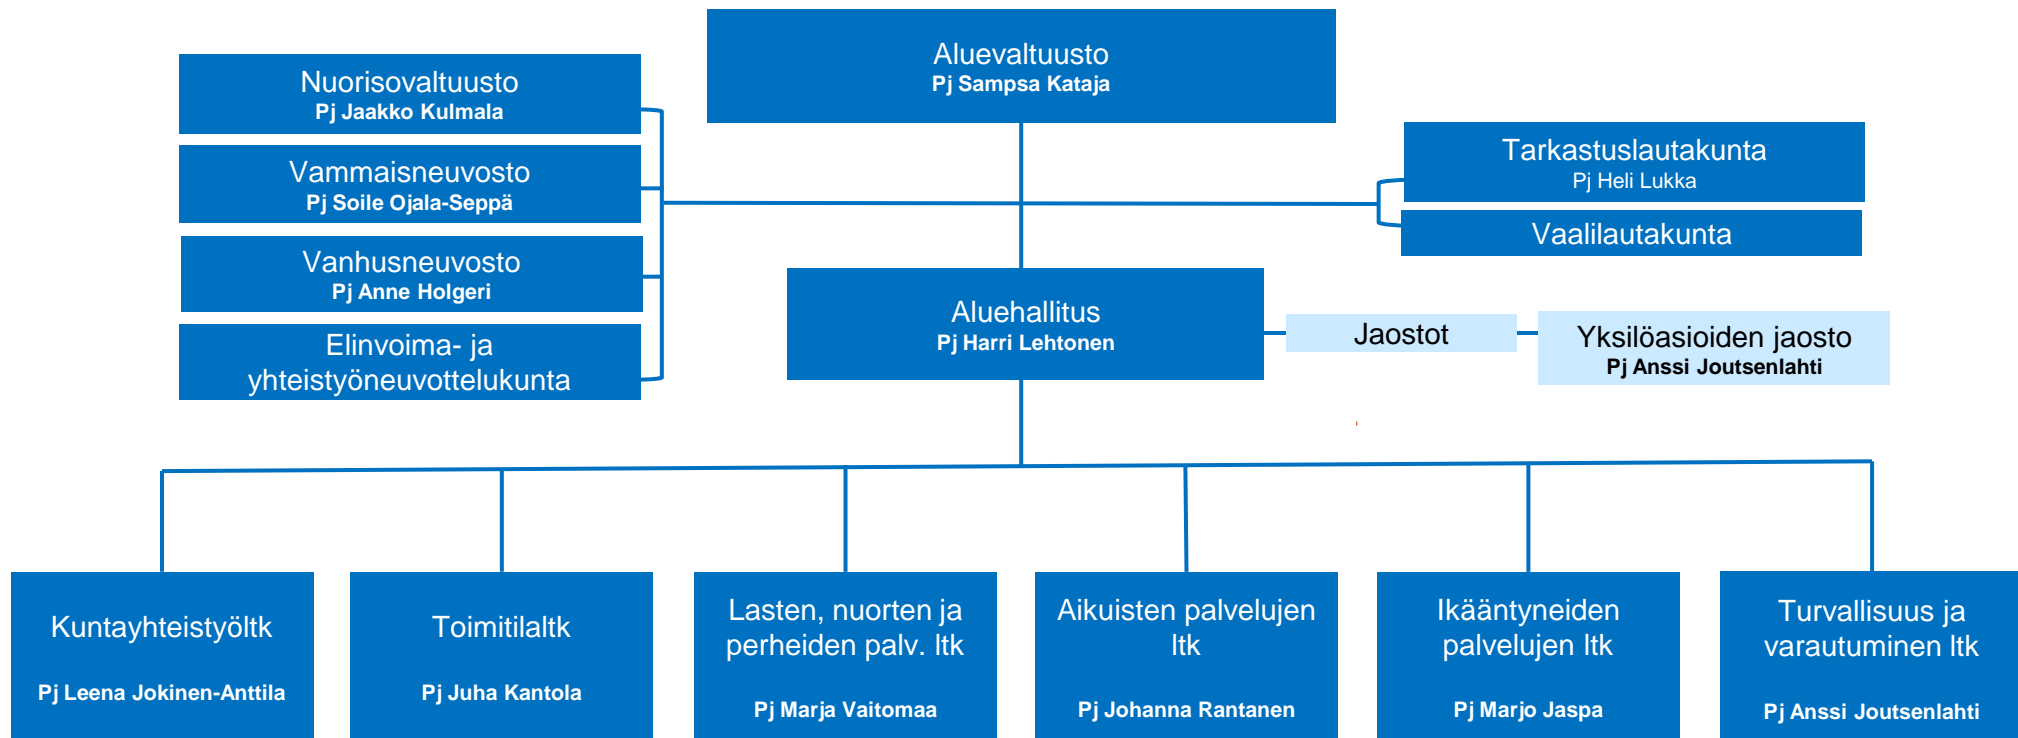 Aluevaltuusto
Pj Sampsa Kataja
Nuorisovaltuusto
Pj Jaakko Kulmala
Vammaisneuvosto
Pj Soile Ojala-Seppä
Vanhusneuvosto
Pj Anne Holgeri
Elinvoima- ja
yhteistyöneuvottelukunta
Tarkastuslautakunta
Pj Heli Lukka
Vaalilautakunta
Aluehallitus
Pj Harri Lehtonen
Jaostot
Yksilöasioiden jaosto
Pj Anssi Joutsenlahti
Kuntayhteistyöltk
Pj Leena Jokinen-Anttila
Toimitilaltk
Pj Juha Kantola
Lasten, nuorten ja
perheiden palv. ltk
Pj Marja Vaitomaa
Aikuisten palvelujen
ltk
Pj Johanna Rantanen
Ikääntyneiden
palvelujen ltk
Pj Marjo Jaspa
Turvallisuus ja
varautuminen ltk
Pj Anssi Joutsenlahti